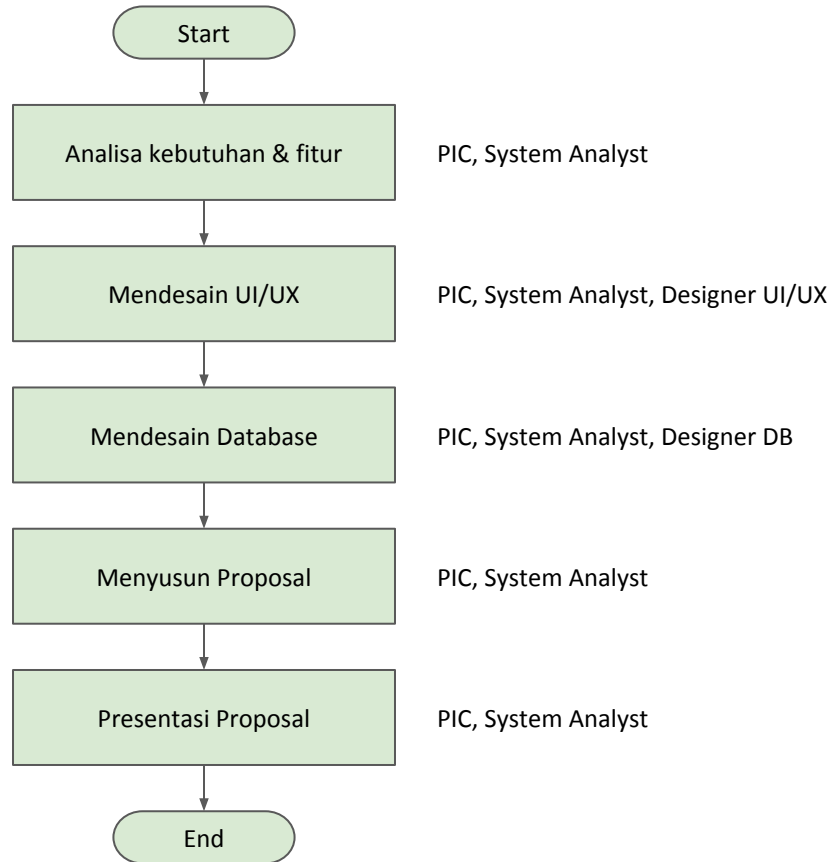 Start
Analisa kebutuhan & fitur
PIC, System Analyst
Mendesain UI/UX
PIC, System Analyst, Designer UI/UX
Mendesain Database
PIC, System Analyst, Designer DB
Menyusun Proposal
PIC, System Analyst
Presentasi Proposal
PIC, System Analyst
End